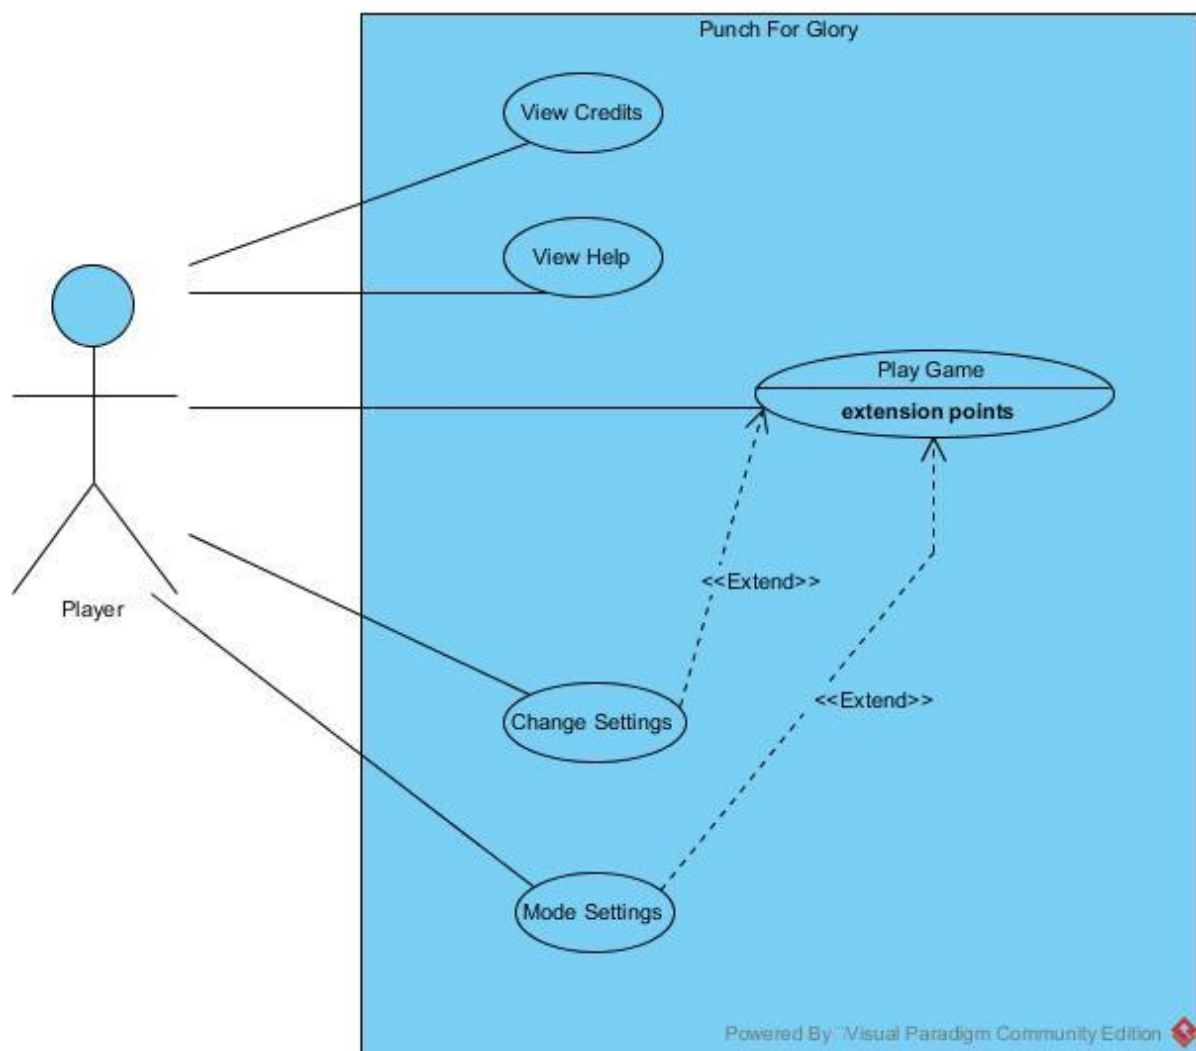 Punch For Glory
View Credits
View Help
Play Game
extension points
<<Extend>>
Player
<<Extend>>
Change Settings
Mode Settings
Powered By Visual Paradigm Community Edition